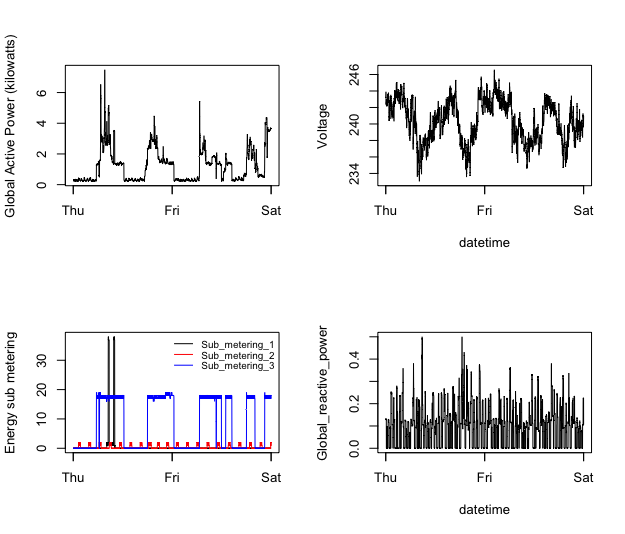 Global Active Power (kilowatts)
6
4
2
0
Thu
Fri
Sat
Voltage
246
240
234
Thu
Fri
Sat
datetime
Energy sub metering
30
20
10
0
Sub_metering_1
Sub_metering_2
Sub_metering_3
Thu
Fri
Sat
Global_reactive_power
0.4
0.2
0.0
Thu
Fri
Sat
datetime